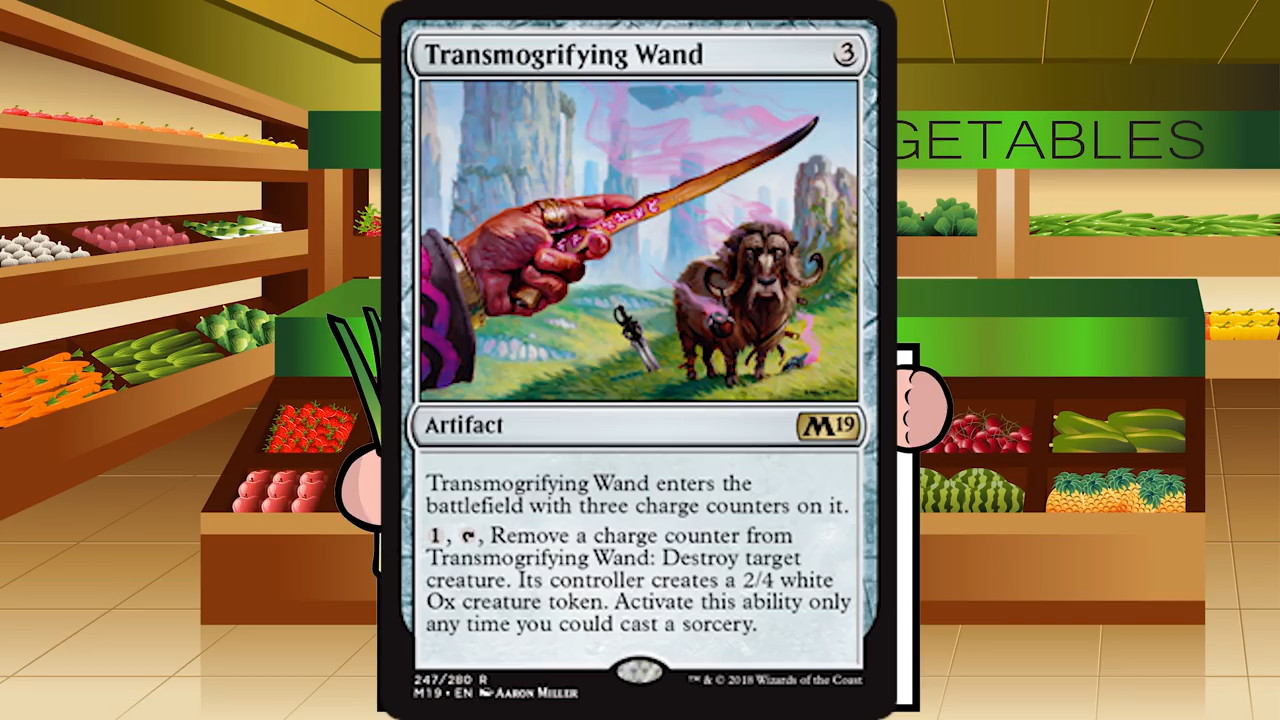 Transmogrifying Wand 3
GETABLES
Artifact M19
Transmogrifying Wand enters the
battlefield with three charge counters on it.
1, , Remove a charge counter from
Transmogrifying Wand: Destroy target
creature. Its controller creates a 2/4 white
Ox creature token. Activate this ability only
any time you could cast a sorcery.
247/280 R
M19 • EN Aaron Miller
™ & © 2018 Wizards of the Coast